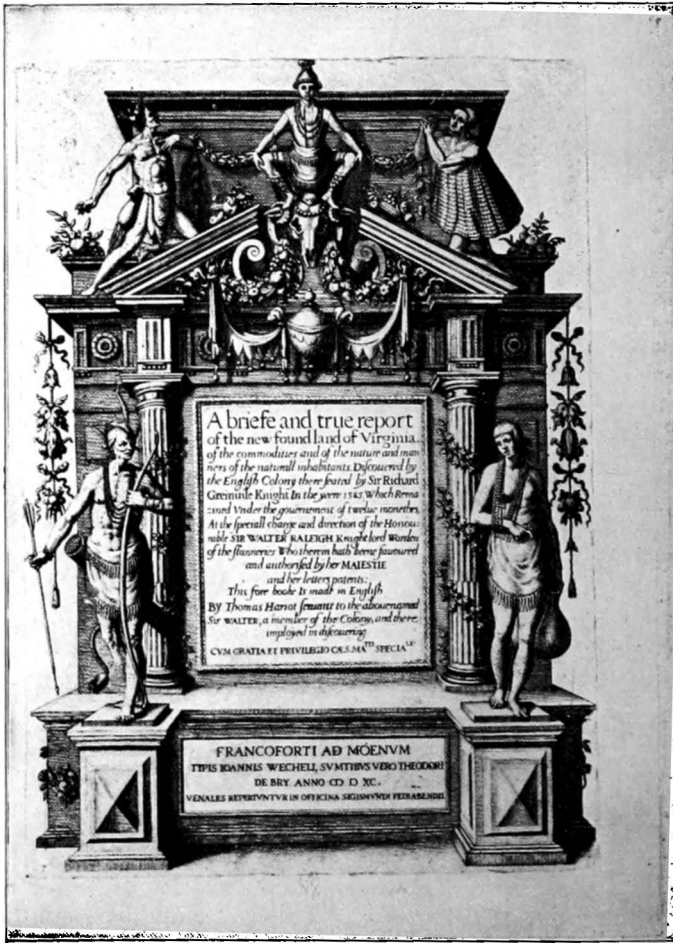 A briefe and true report
of the new found land of Virginia.
of the commodities and of the nature and man
ners of the naturall inhabitants. Discouered by
the English Colony there seated by Sir Richard
Greinuile Knight In the yeere 1585. Which Rema
ined Vnder the gouernement of twelue monethes,
At the speciall charge and direction of the Honou-
rable SIR WALTER RALEIGH Knight lord Warden
of the stanneries Who therein hath beene fauoured
and authorised by her MAIESTIE
and her letters patents:
This fore booke Is made in English
By Thomas Hariot seruant to the abouenamed
Sir WALTER, a member of the Colony, and there
imployed in discouering
CVM GRATIA ET PRIVILEGIO CÆS. MA^TIS SPECIA^LI
FRANCOFORTI AD MOENVM
TYPIS IOANNIS WECHELI, SVMTIBVS VERO THEODORI
DE BRY ANNO CIƆ IƆ XC.
VENALES REPERIVNTVR IN OFFICINA SIGISMVNDI FEIRABENDII